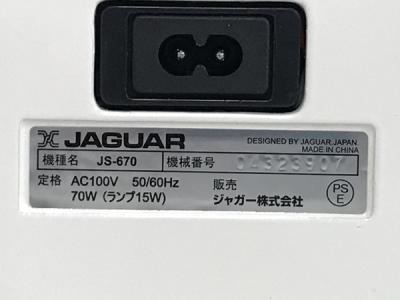 JAGUAR
DESIGNED BY JAGUAR,JAPAN.
MADE IN CHINA
機種名 JS-670 機械番号 04323907
定格 AC100V 50/60Hz 販売
70W (ランプ15W) ジャガー株式会社
PS
E